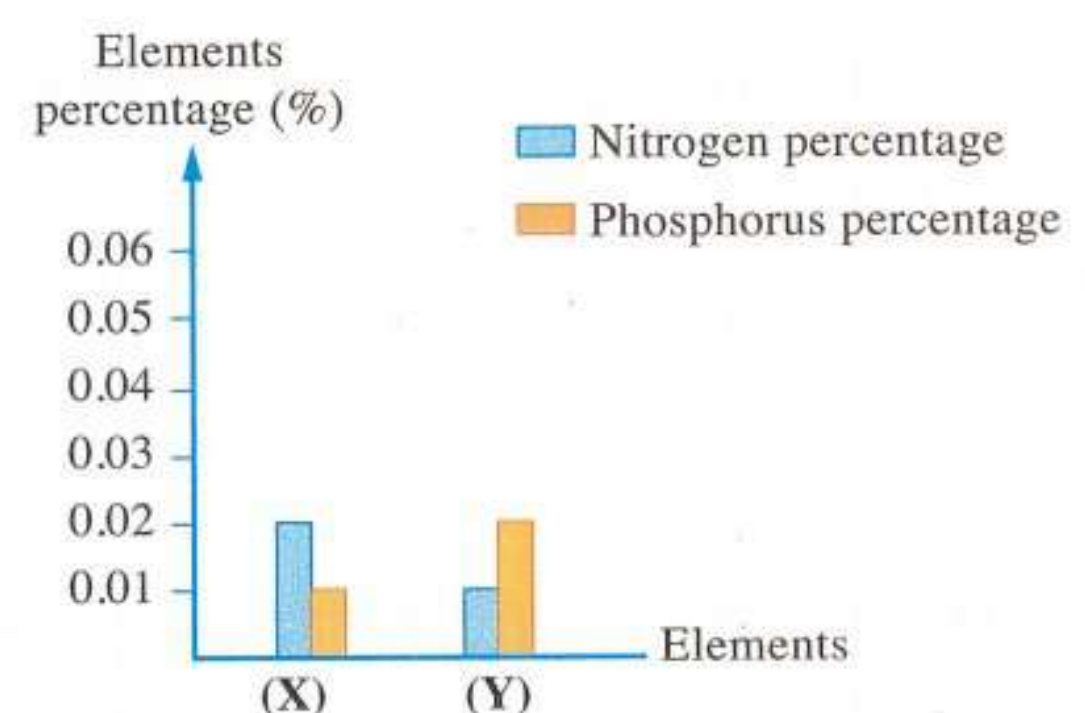 Elements
percentage (%)
Nitrogen percentage
Phosphorus percentage
0.06
0.05
0.04
0.03
0.02
0.01
Elements
(X)
(Y)